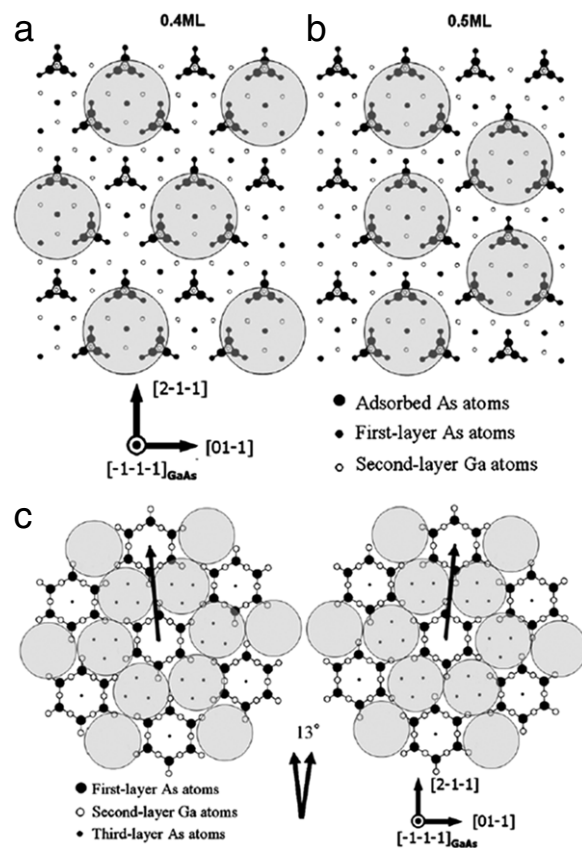 a
0.4ML
b
0.5ML
[2-1-1]
[01-1]
[-1-1-1]GaAs
Adsorbed As atoms
First-layer As atoms
Second-layer Ga atoms
c
13°
First-layer As atoms
Second-layer Ga atoms
Third-layer As atoms
[2-1-1]
[01-1]
[-1-1-1]GaAs